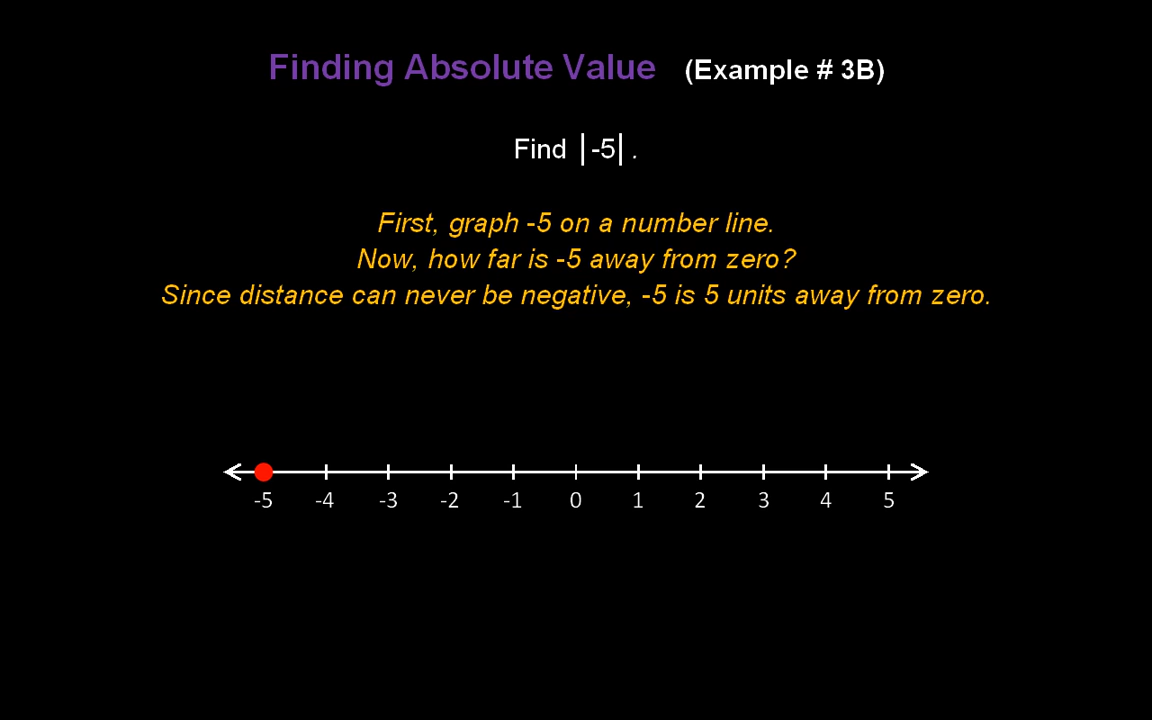 Finding Absolute Value (Example # 3B)
Find |-5| .
First, graph -5 on a number line.
Now, how far is -5 away from zero?
Since distance can never be negative, -5 is 5 units away from zero.
-5 -4 -3 -2 -1 0 1 2 3 4 5